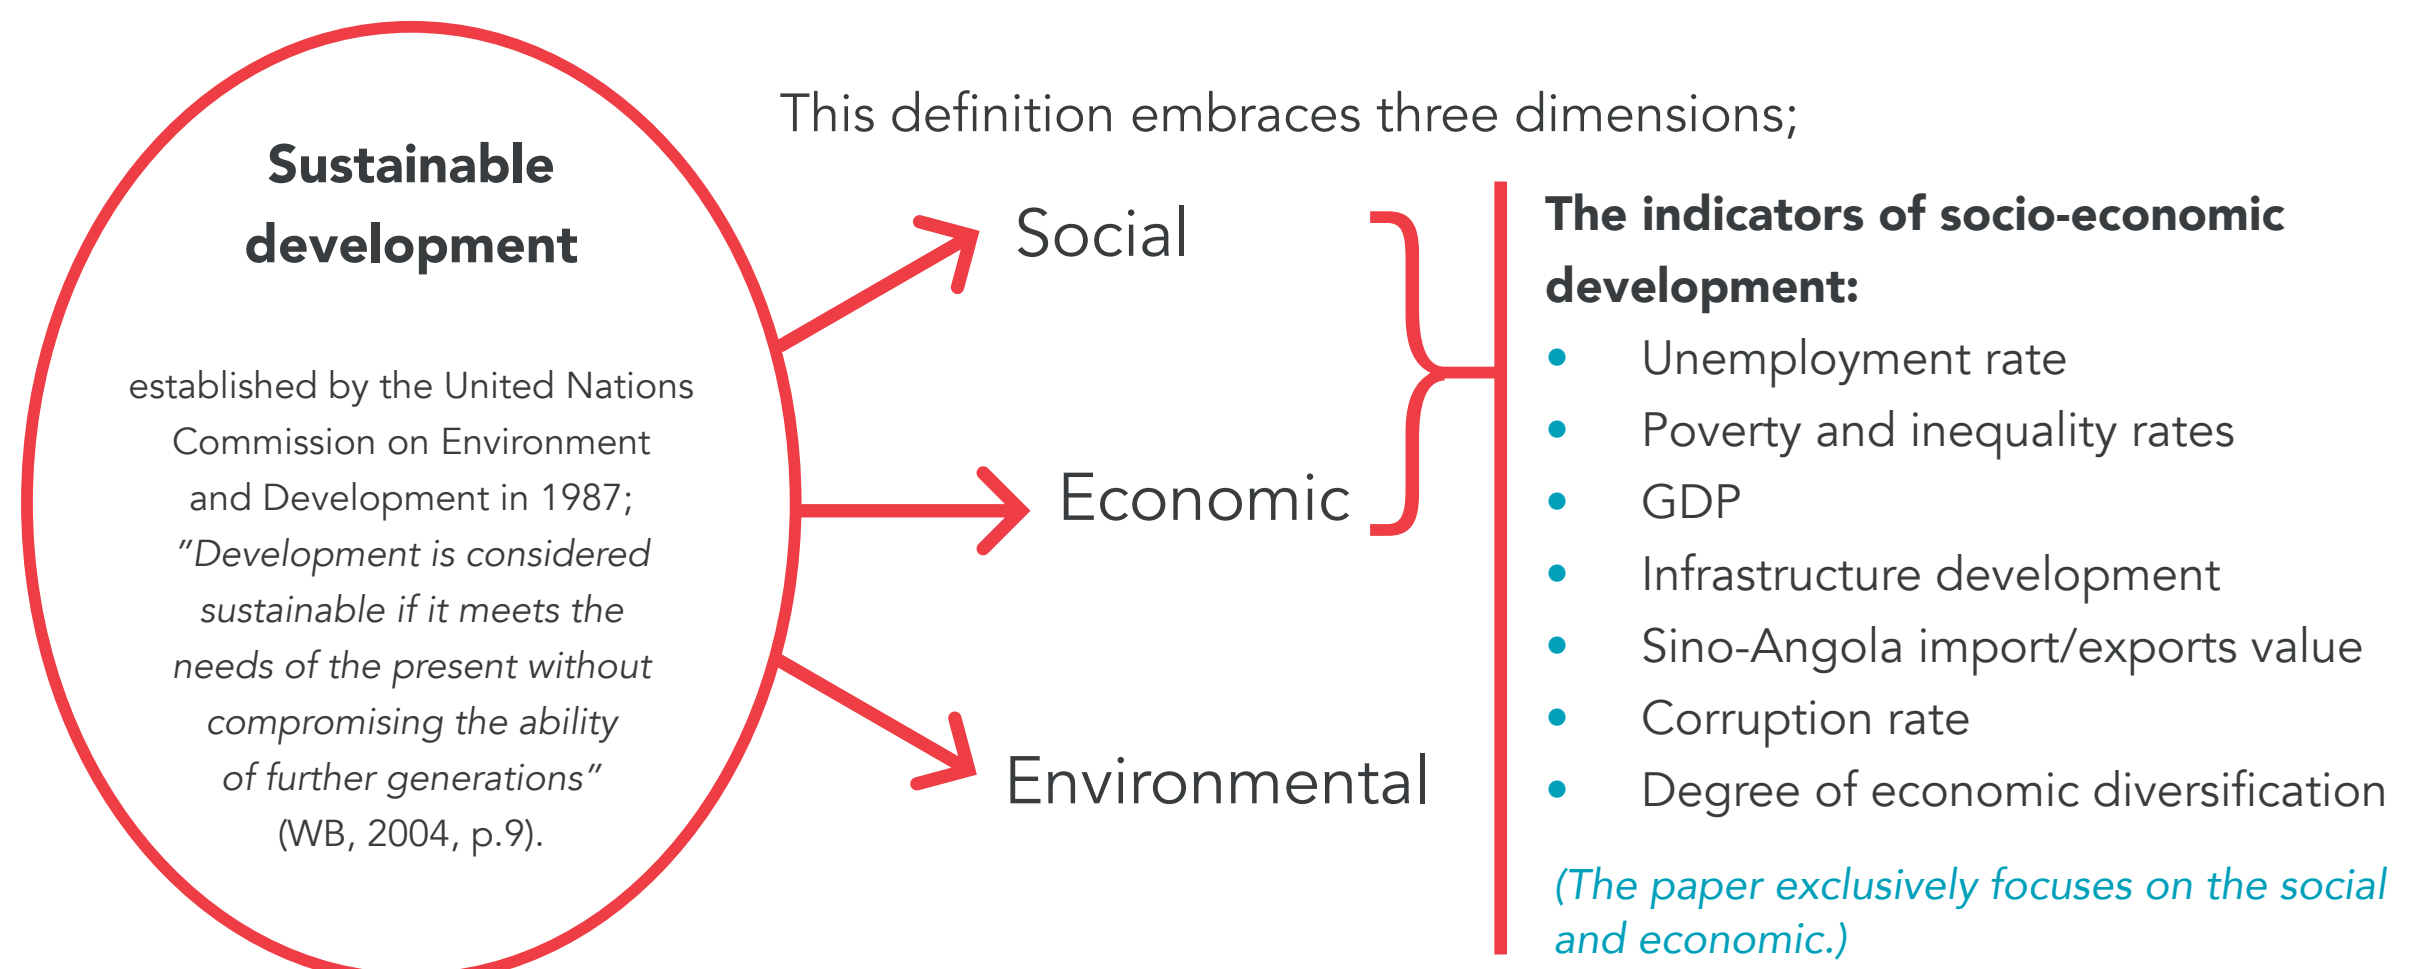 Sustainable
development
established by the United Nations
Commission on Environment
and Development in 1987;
"Development is considered
sustainable if it meets the
needs of the present without
compromising the ability
of further generations"
(WB, 2004, p.9).
This definition embraces three dimensions;
Social
Economic
Environmental
The indicators of socio-economic
development:
• Unemployment rate
• Poverty and inequality rates
• GDP
• Infrastructure development
• Sino-Angola import/exports value
• Corruption rate
• Degree of economic diversification
(The paper exclusively focuses on the social
and economic.)